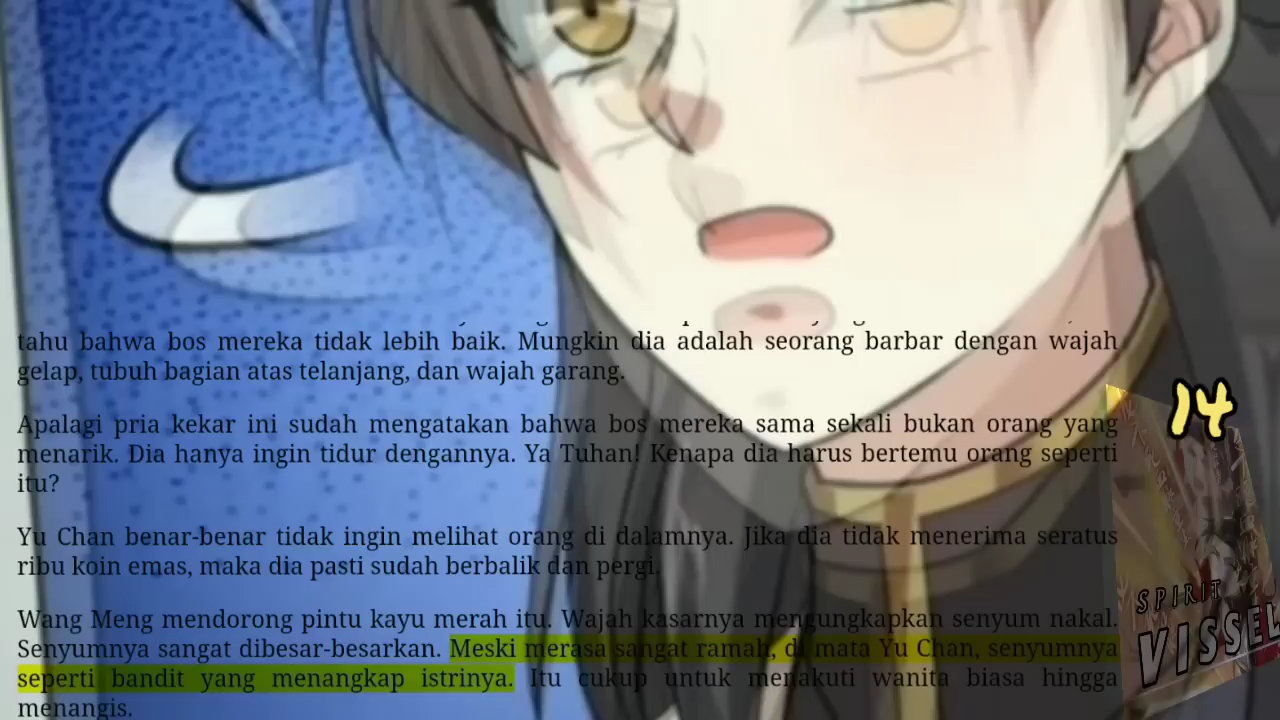 tahu bahwa bos mereka tidak lebih baik. Mungkin dia adalah seorang barbar dengan wajah
gelap, tubuh bagian atas telanjang, dan wajah garang.
Apalagi pria kekar ini sudah mengatakan bahwa bos mereka sama sekali bukan orang yang
menarik. Dia hanya ingin tidur dengannya. Ya Tuhan! Kenapa dia harus bertemu orang seperti
itu?
Yu Chan benar-benar tidak ingin melihat orang di dalamnya. Jika dia tidak menerima seratus
ribu koin emas, maka dia pasti sudah berbalik dan pergi.
Wang Meng mendorong pintu kayu merah itu. Wajah kasarnya mengungkapkan senyum nakal.
Senyumnya sangat dibesar-besarkan. Meski merasa sangat ramah, di mata Yu Chan, senyumnya
seperti bandit yang menangkap istrinya. Itu cukup untuk menakuti wanita biasa hingga
menangis.
14
SPIRIT
VISSEL